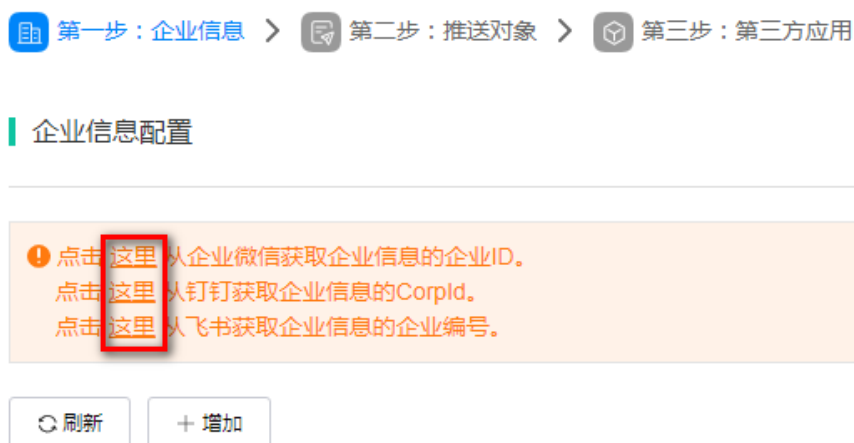 第一步：企业信息 > 第二步：推送对象 > 第三步：第三方应用
企业信息配置
点击 这里 从企业微信获取企业信息的企业ID。
点击 这里 从钉钉获取企业信息的CorpId。
点击 这里 从飞书获取企业信息的企业编号。
刷新 + 增加